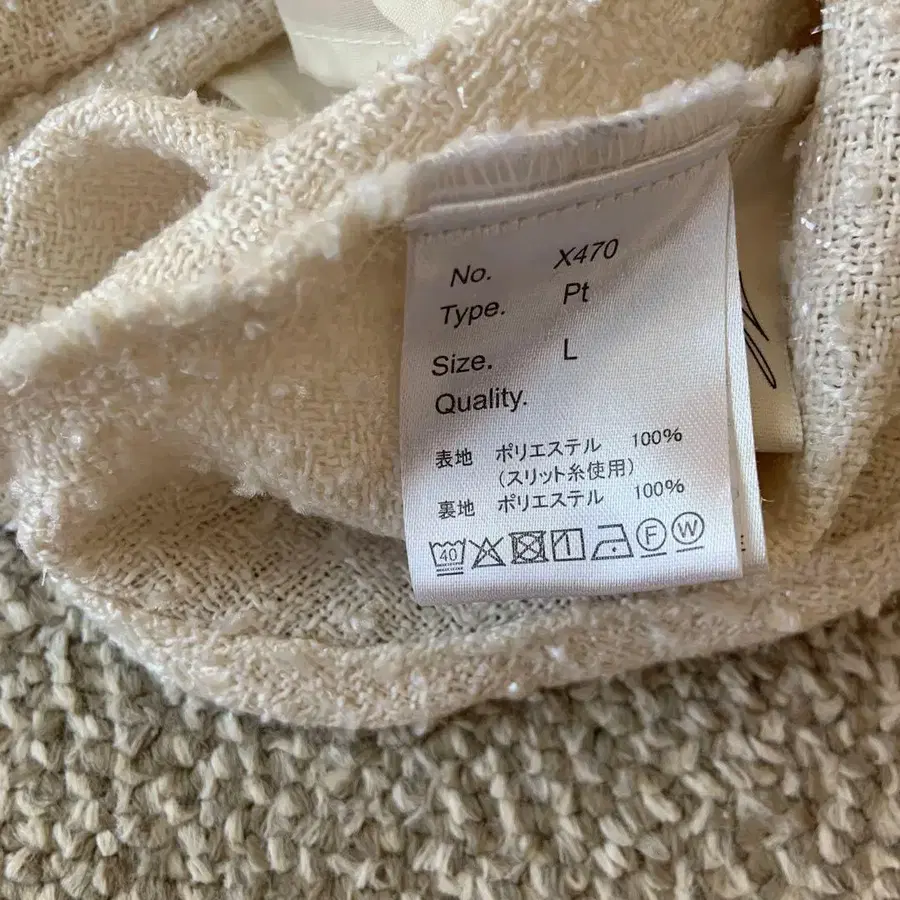 No. X470
Type. Pt
Size. L
Quality.
表地 ポリエステル 100%
(スリット糸使用)
裏地 ポリエステル 100%
40 F W